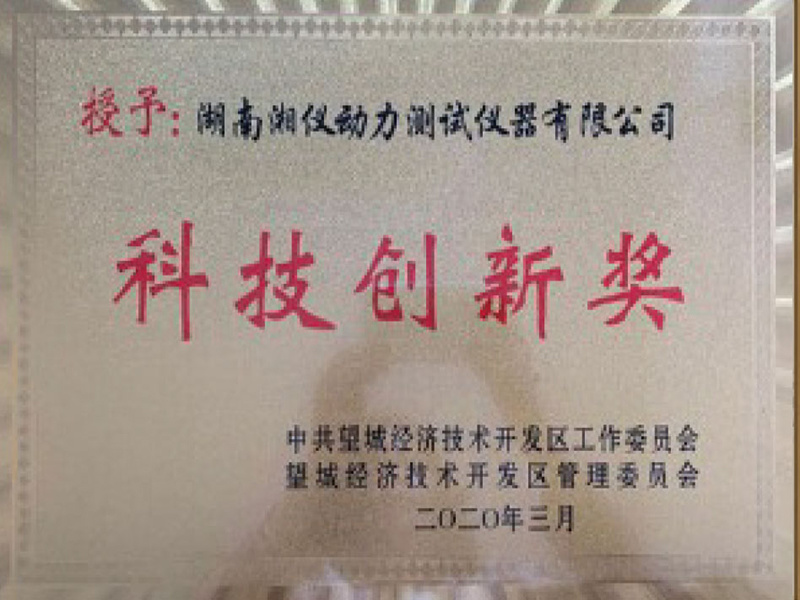 授予:湖南湘仪动力测试仪器有限公司
科技创新奖
中共望城经济技术开发区工作委员会
望城经济技术开发区管理委员会
二〇二〇年三月